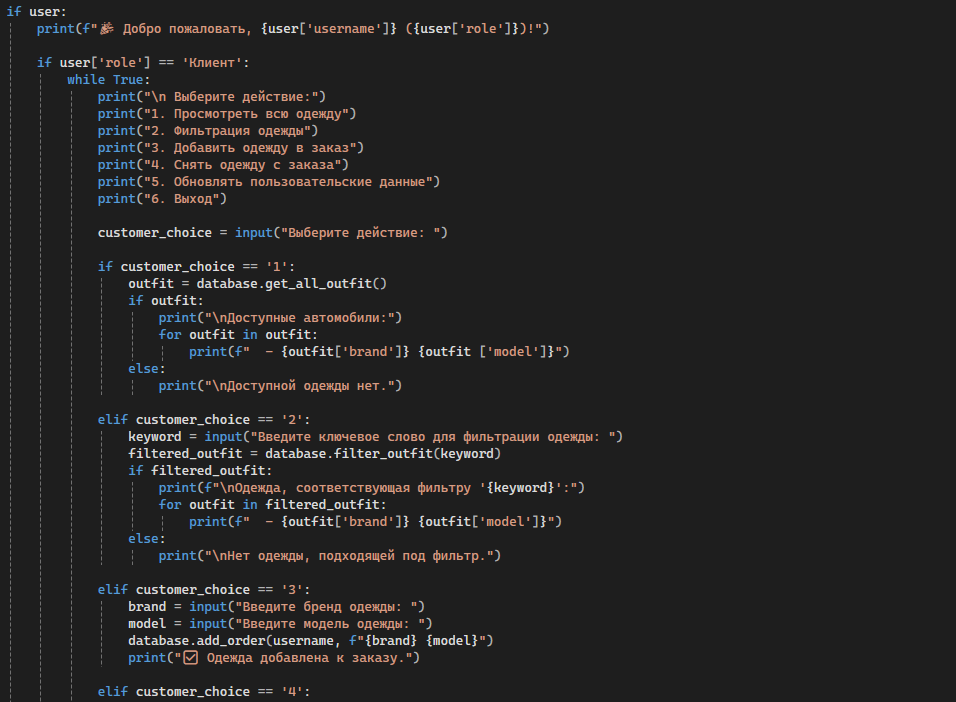 if user:
    print(f"🎉 Добро пожаловать, {user['username']} ({user['role']})!")

    if user['role'] == 'Клиент':
        while True:
            print("\n Выберите действие:")
            print("1. Просмотреть всю одежду")
            print("2. Фильтрация одежды")
            print("3. Добавить одежду в заказ")
            print("4. Снять одежду с заказа")
            print("5. Обновлять пользовательские данные")
            print("6. Выход")

            customer_choice = input("Выберите действие: ")

            if customer_choice == '1':
                outfit = database.get_all_outfit()
                if outfit:
                    print("\nДоступные автомобили:")
                    for outfit in outfit:
                        print(f"  - {outfit['brand']} {outfit ['model']}")
                else:
                    print("\nДоступной одежды нет.")

            elif customer_choice == '2':
                keyword = input("Введите ключевое слово для фильтрации одежды: ")
                filtered_outfit = database.filter_outfit(keyword)
                if filtered_outfit:
                    print(f"\nОдежда, соответствующая фильтру '{keyword}':")
                    for outfit in filtered_outfit:
                        print(f"  - {outfit['brand']} {outfit['model']}")
                else:
                    print("\nНет одежды, подходящей под фильтр.")

            elif customer_choice == '3':
                brand = input("Введите бренд одежды: ")
                model = input("Введите модель одежды: ")
                database.add_order(username, f"{brand} {model}")
                print("☑ Одежда добавлена к заказу.")

            elif customer_choice == '4':